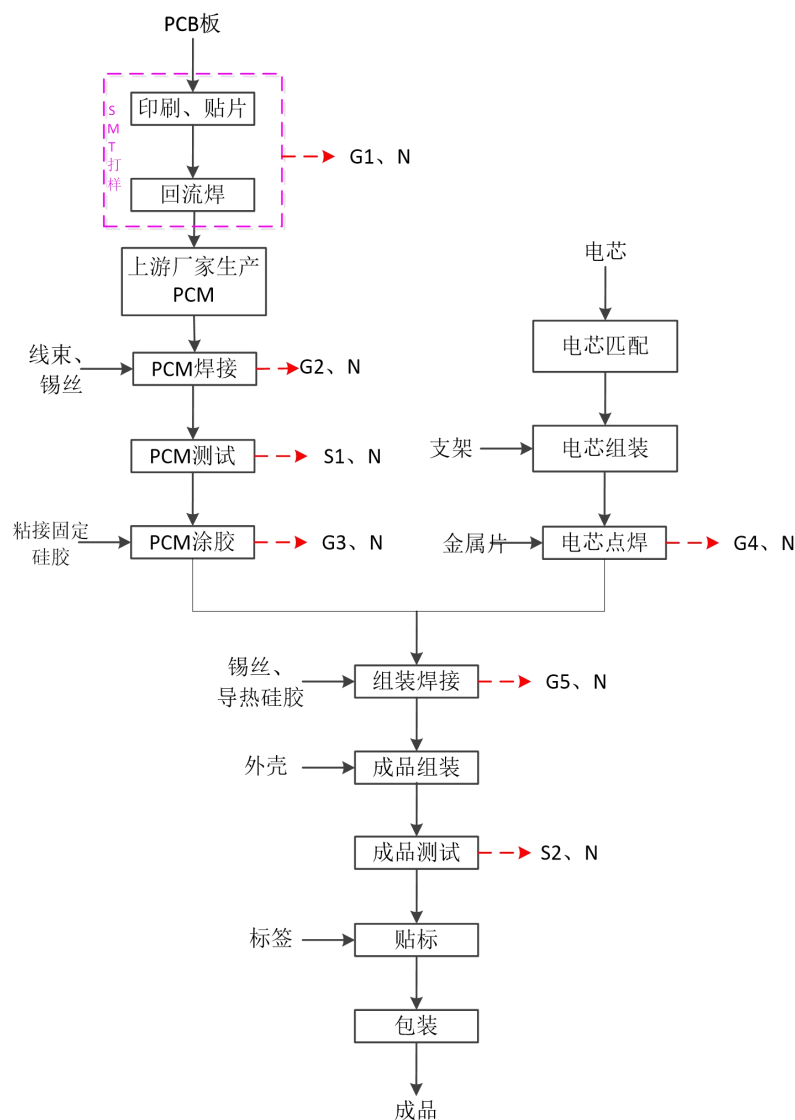 PCB板
印刷、贴片
SMT打样
G1、N
回流焊
上游厂家生产
PCM
线束、
锡丝
PCM焊接
G2、N
PCM测试
S1、N
粘接固定
硅胶
PCM涂胶
G3、N
电芯
电芯匹配
支架
电芯组装
金属片
电芯点焊
G4、N
锡丝、
导热硅胶
组装焊接
G5、N
外壳
成品组装
成品测试
S2、N
标签
贴标
包装
成品